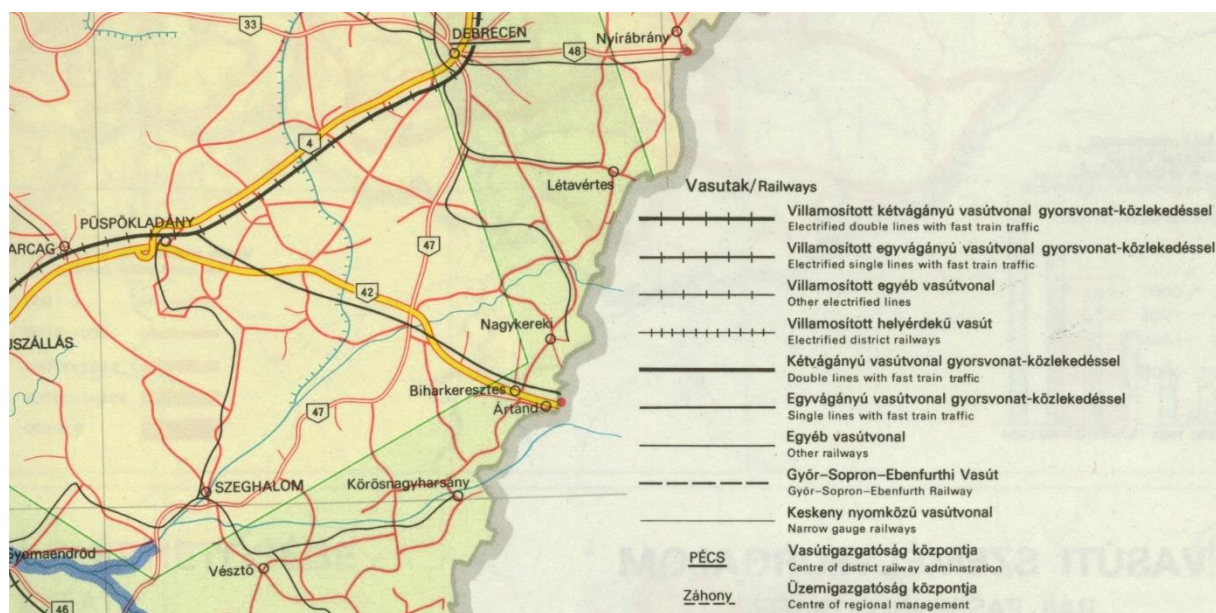 33
DEBRECEN
Nyírábrány
48
4
Létavértes
PÜSPÖKLADÁNY
ARCAG
47
42
Nagykereki
ÚJSZÁLLÁS
Biharkeresztes
Ártánd
47
SZEGHALOM
Körösnagyharsány
Gyomaendrőd
Vésztő
46
Vasutak/Railways
Villamosított kétvágányú vasútvonal gyorsvonat-közlekedéssel
Electrified double lines with fast train traffic
Villamosított egyvágányú vasútvonal gyorsvonat-közlekedéssel
Electrified single lines with fast train traffic
Villamosított egyéb vasútvonal
Other electrified lines
Villamosított helyérdekű vasút
Electrified district railways
Kétvágányú vasútvonal gyorsvonat-közlekedéssel
Double lines with fast train traffic
Egyvágányú vasútvonal gyorsvonat-közlekedéssel
Single lines with fast train traffic
Egyéb vasútvonal
Other railways
Győr–Sopron–Ebenfurthi Vasút
Győr–Sopron–Ebenfurth Railway
Keskeny nyomközű vasútvonal
Narrow gauge railways
PÉCS
Vasútigazgatóság központja
Centre of district railway administration
Záhony
Üzemigazgatóság központja
Centre of regional management